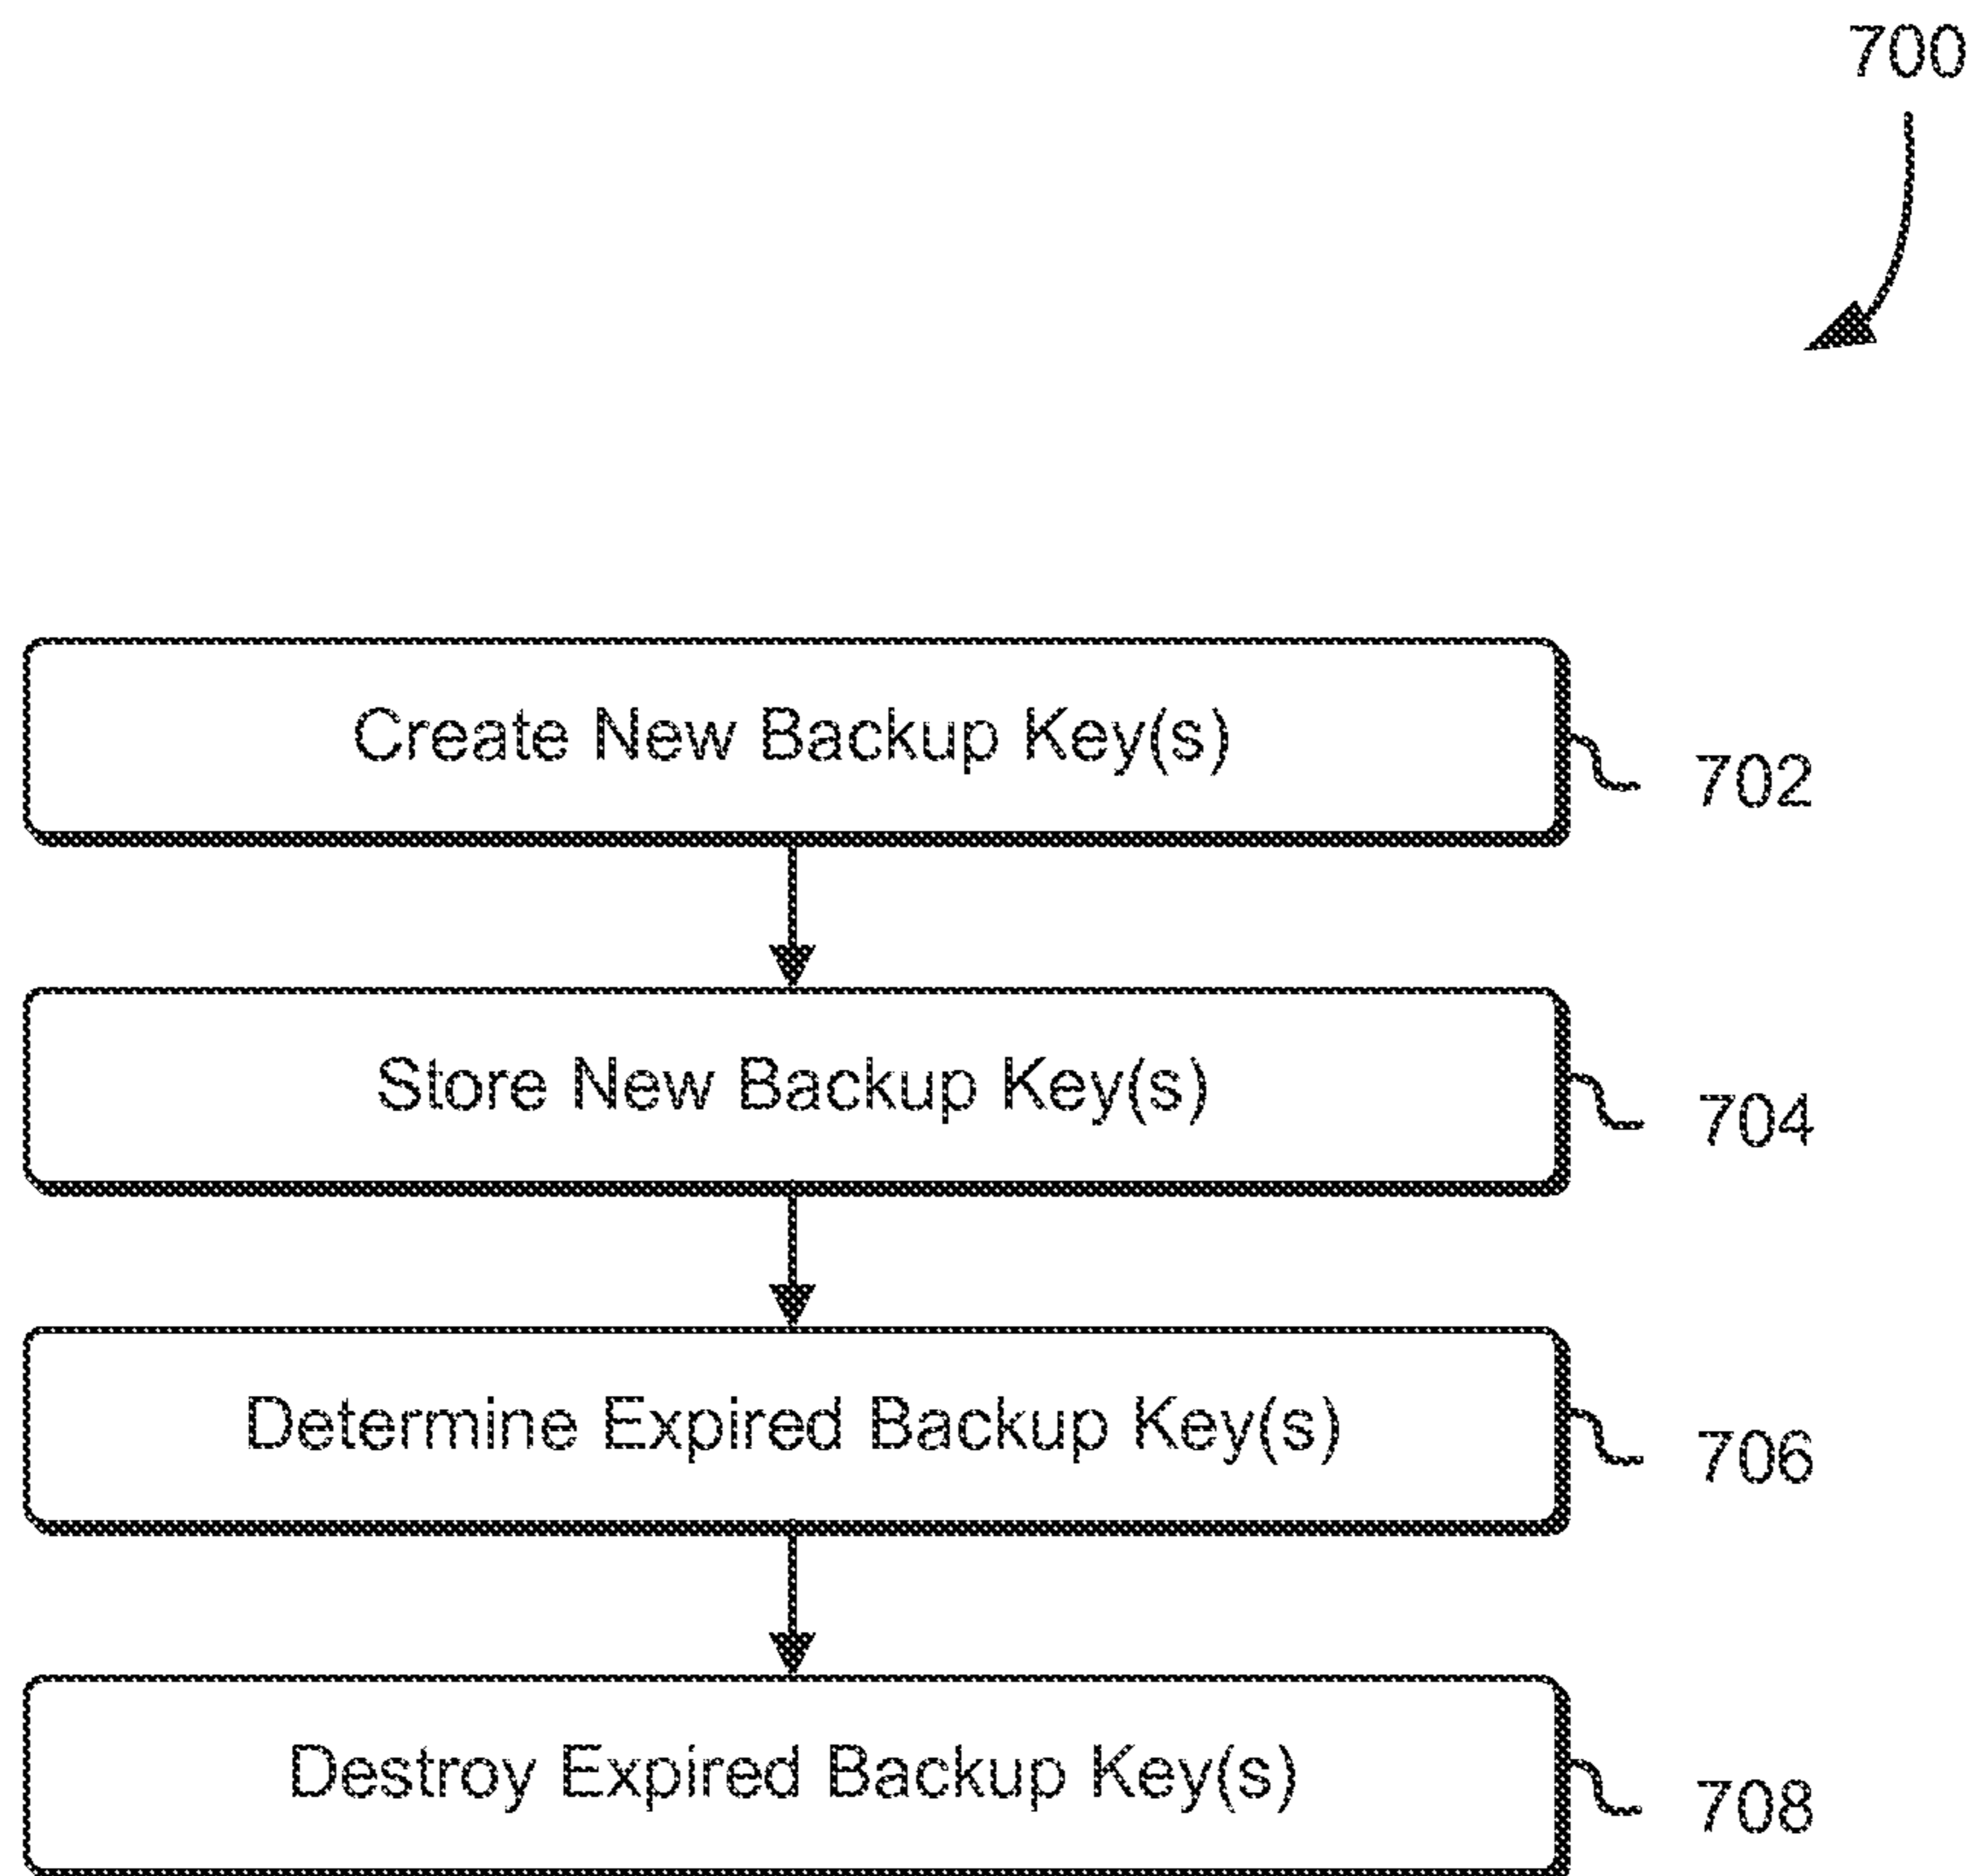 700
Create New Backup Key(s)
702
Store New Backup Key(s)
704
Determine Expired Backup Key(s)
706
Destroy Expired Backup Key(s)
708